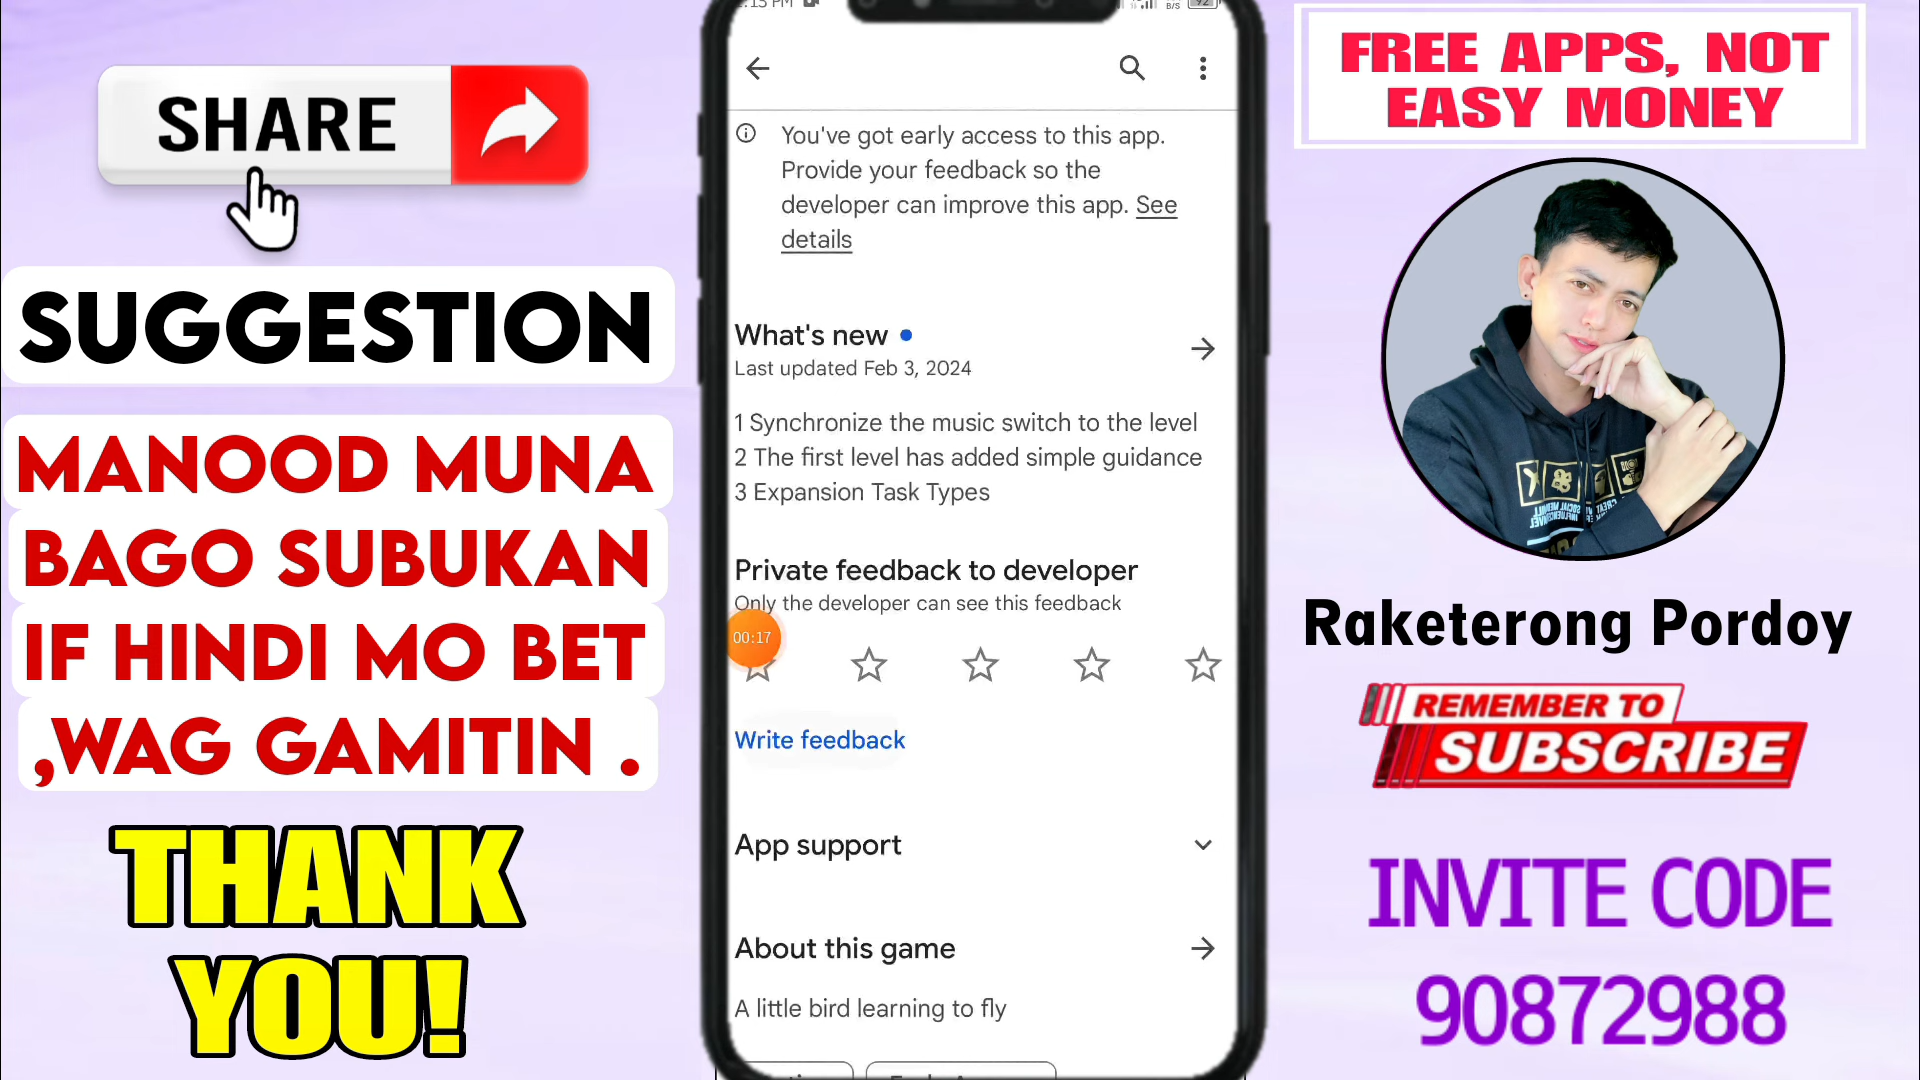 SHARE
SUGGESTION
MANOOD MUNA
BAGO SUBUKAN
IF HINDI MO BET
,WAG GAMITIN .
THANK
YOU!
92
B/S
You've got early access to this app.
Provide your feedback so the
developer can improve this app. See
details
What's new
Last updated Feb 3, 2024
1 Synchronize the music switch to the level
2 The first level has added simple guidance
3 Expansion Task Types
Private feedback to developer
Only the developer can see this feedback
00:17
Write feedback
App support
About this game
A little bird learning to fly
FREE APPS, NOT
EASY MONEY
Raketerong Pordoy
REMEMBER TO
SUBSCRIBE
INVITE CODE
90872988